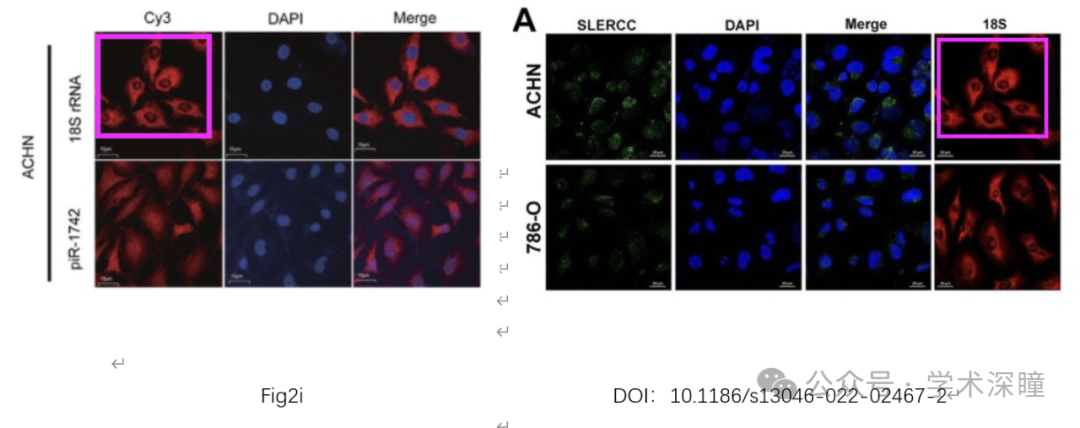 Cy3 DAPI Merge
ACHN
18S rRNA
piR-1742
Fig2i
A
SLERCC DAPI Merge 18S
ACHN
786-O
DOI： 10.1186/s13046-022-02467-2
公众号 · 学术深瞳